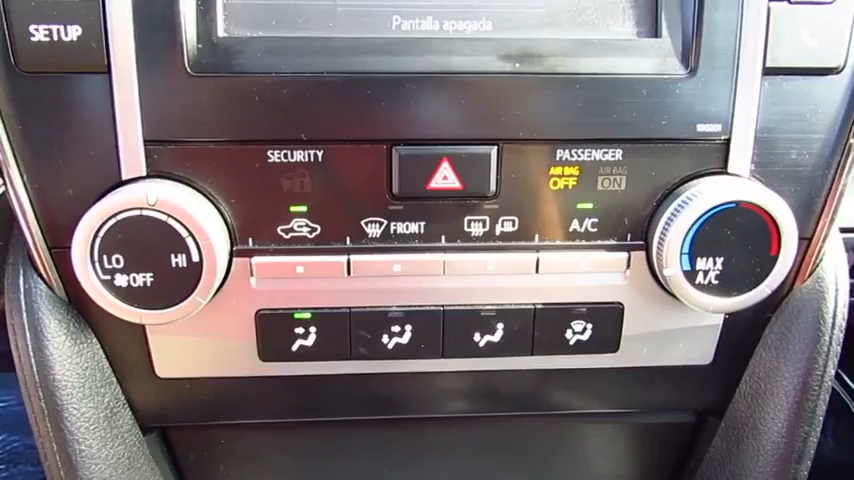 Pantalla apagada
SETUP
SECURITY
PASSENGER
AIR BAG
OFF
AIR BAG
ON
FRONT
A/C
LO
HI
OFF
MAX
A/C